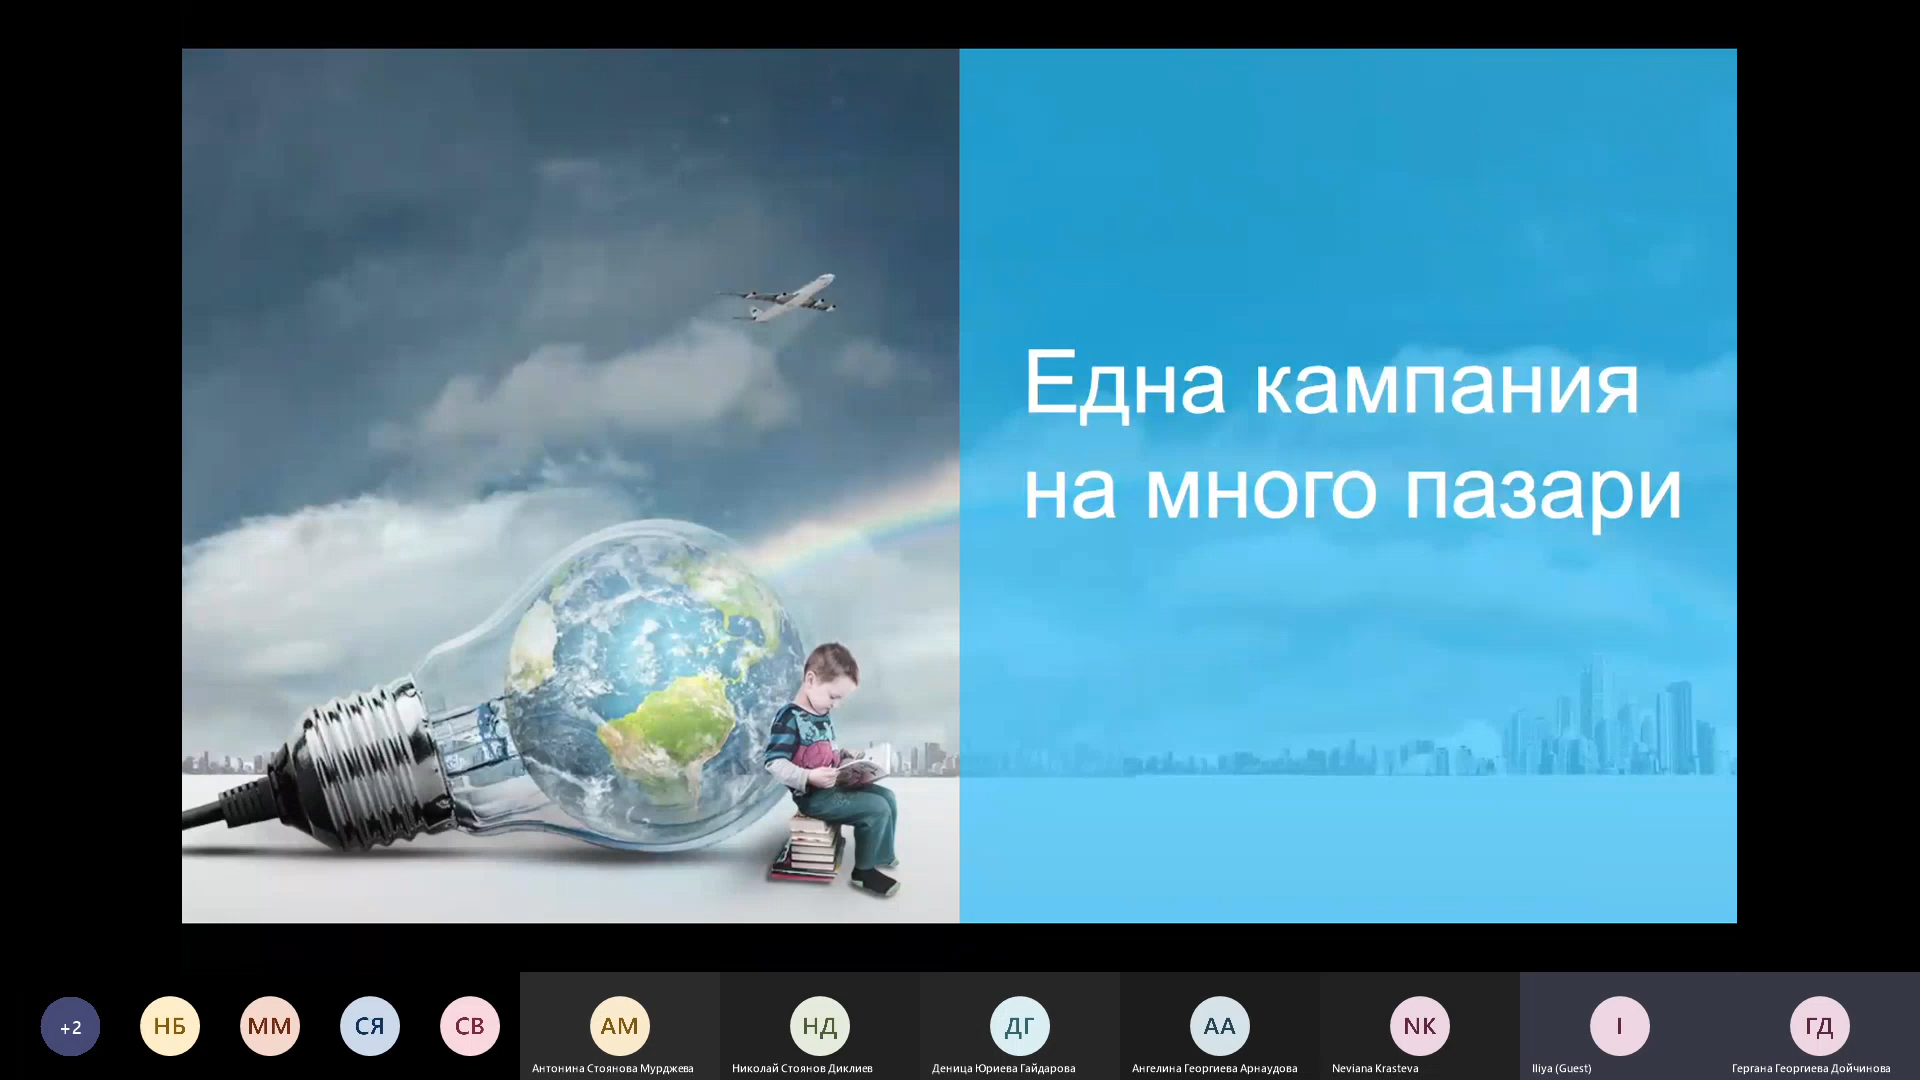 Една кампания
на много пазари
+2
НБ
ММ
СЯ
СВ
АМ
НД
ДГ
АА
NK
I
ГД
Антонина Стоянова Мурджева
Николай Стоянов Диклиев
Деница Юриева Гайдарова
Ангелина Георгиева Арнаудова
Neviana Krasteva
Iliya (Guest)
Гергана Георгиева Дойчинова